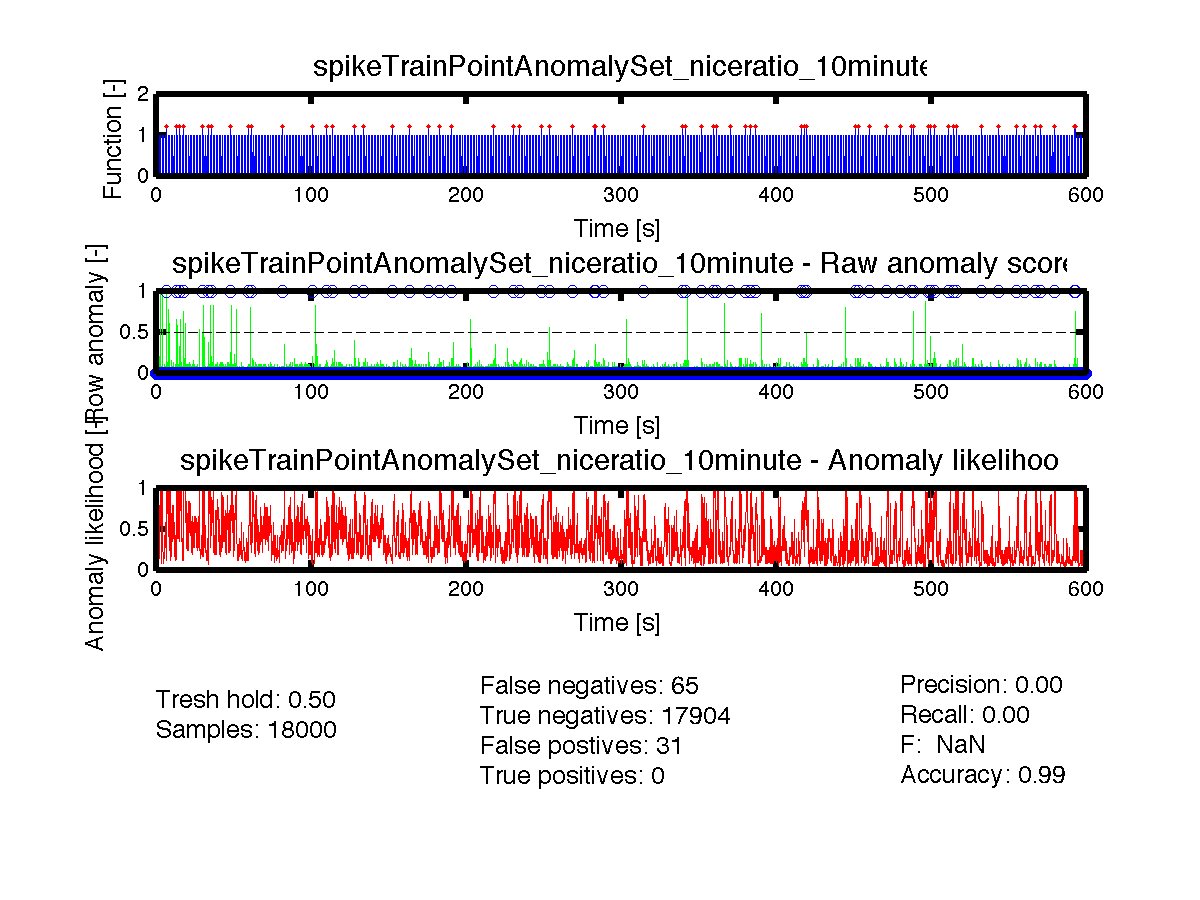 spikeTrainPointAnomalySet_niceratio_10minute
Function [-]
2
1
0
0 100 200 300 400 500 600
Time [s]
spikeTrainPointAnomalySet_niceratio_10minute - Raw anomaly score
Row anomaly [-]
1
0.5
0
0 100 200 300 400 500 600
Time [s]
spikeTrainPointAnomalySet_niceratio_10minute - Anomaly likelihoo
Anomaly likelihood [-]
1
0.5
0
0 100 200 300 400 500 600
Time [s]
Tresh hold: 0.50
Samples: 18000
False negatives: 65
True negatives: 17904
False postives: 31
True positives: 0
Precision: 0.00
Recall: 0.00
F: NaN
Accuracy: 0.99